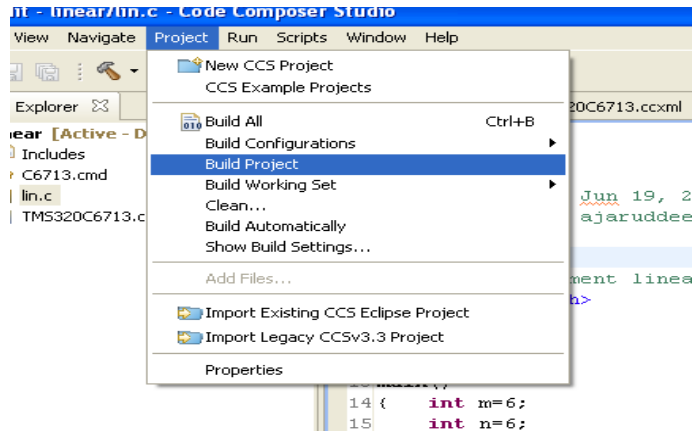 - linear/lin.c - Code Composer Studio
View Navigate Project Run Scripts Window Help
New CCS Project
CCS Example Projects
Explorer
20C6713.ccxml
[Active - D
Build All Ctrl+B
Includes
Build Configurations
C6713.cmd
Build Project
lin.c
Build Working Set
Jun 19, 2
TMS320C6713.c
Clean...
ajaruddee
Build Automatically
Show Build Settings...
Add Files...
ment linea
h>
Import Existing CCS Eclipse Project
Import Legacy CCSv3.3 Project
Properties
14 { int m=6;
15 int n=6;